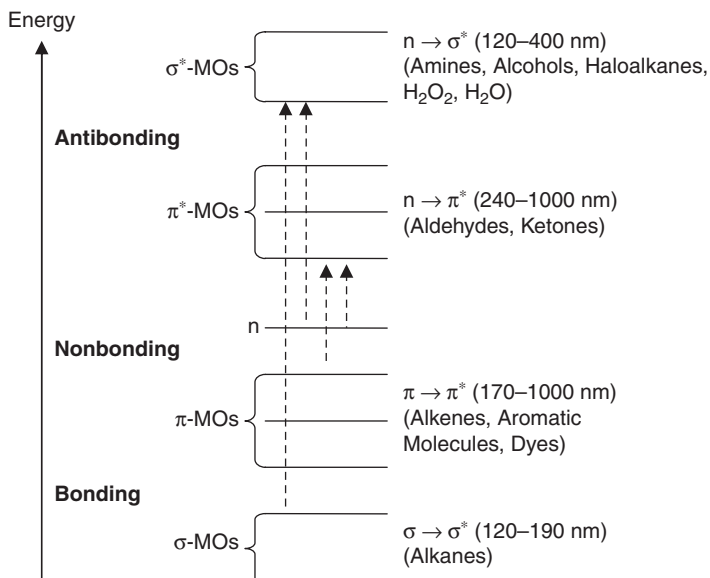 Energy
σ*-MOs
n → σ* (120–400 nm)
(Amines, Alcohols, Haloalkanes,
H₂O₂, H₂O)
Antibonding
π*-MOs
n → π* (240–1000 nm)
(Aldehydes, Ketones)
n
Nonbonding
π-MOs
π → π* (170–1000 nm)
(Alkenes, Aromatic
Molecules, Dyes)
Bonding
σ-MOs
σ → σ* (120–190 nm)
(Alkanes)